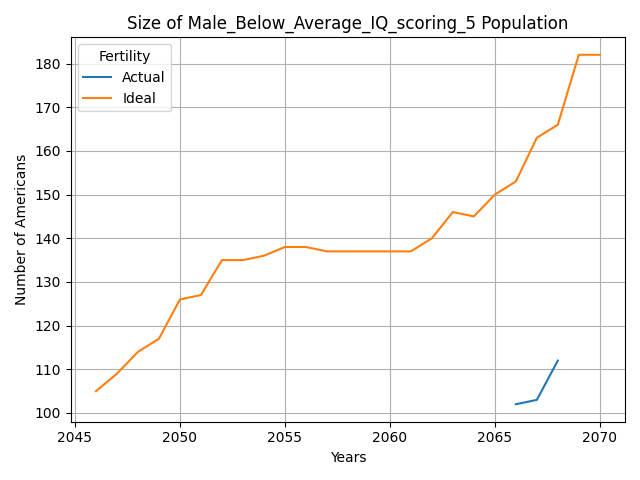 Size of Male_Below_Average_IQ_scoring_5 Population
Fertility
Actual
Ideal
Number of Americans
180
170
160
150
140
130
120
110
100
2045
2050
2055
2060
2065
2070
Years